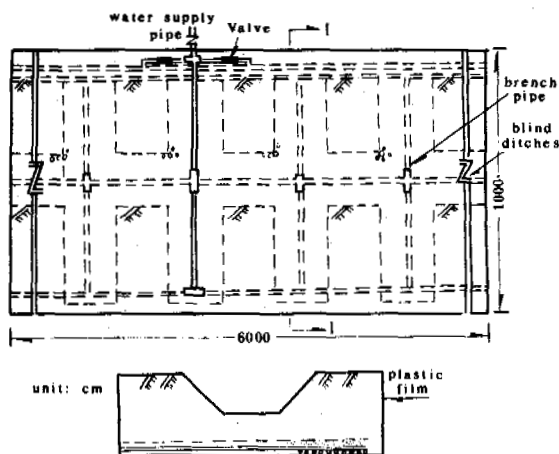 water supply
pipe
Valve
I
brench
pipe
blind
ditches
1000
I
6000
unit: cm
plastic
film